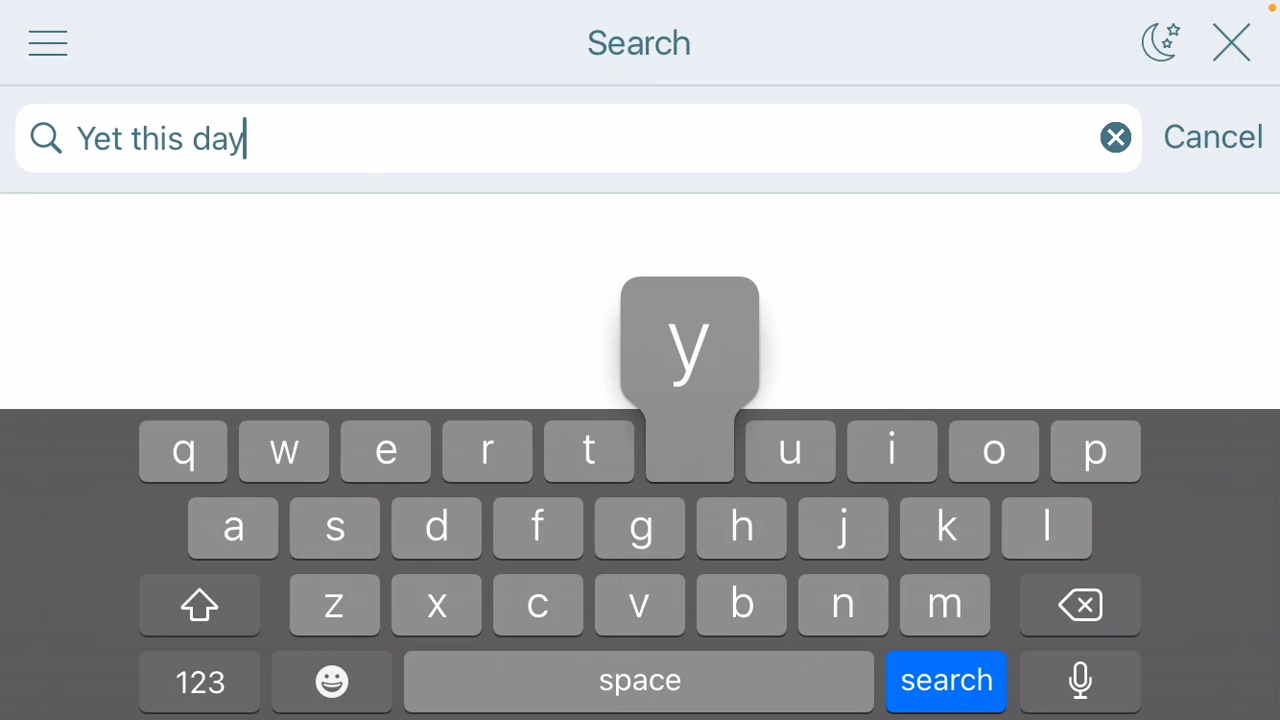 Search
Yet this day
Cancel
y
q w e r t u i o p
a s d f g h j k l
z x c v b n m
123 space search